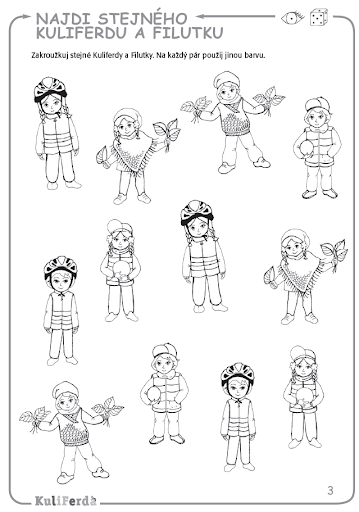 NAJDI STEJNÉHO
KULIFERDU A FILUTKU
Zakroužkuj stejné Kuliferdy a Filutky. Na každý pár použij jinou barvu.
3
KuliFerda